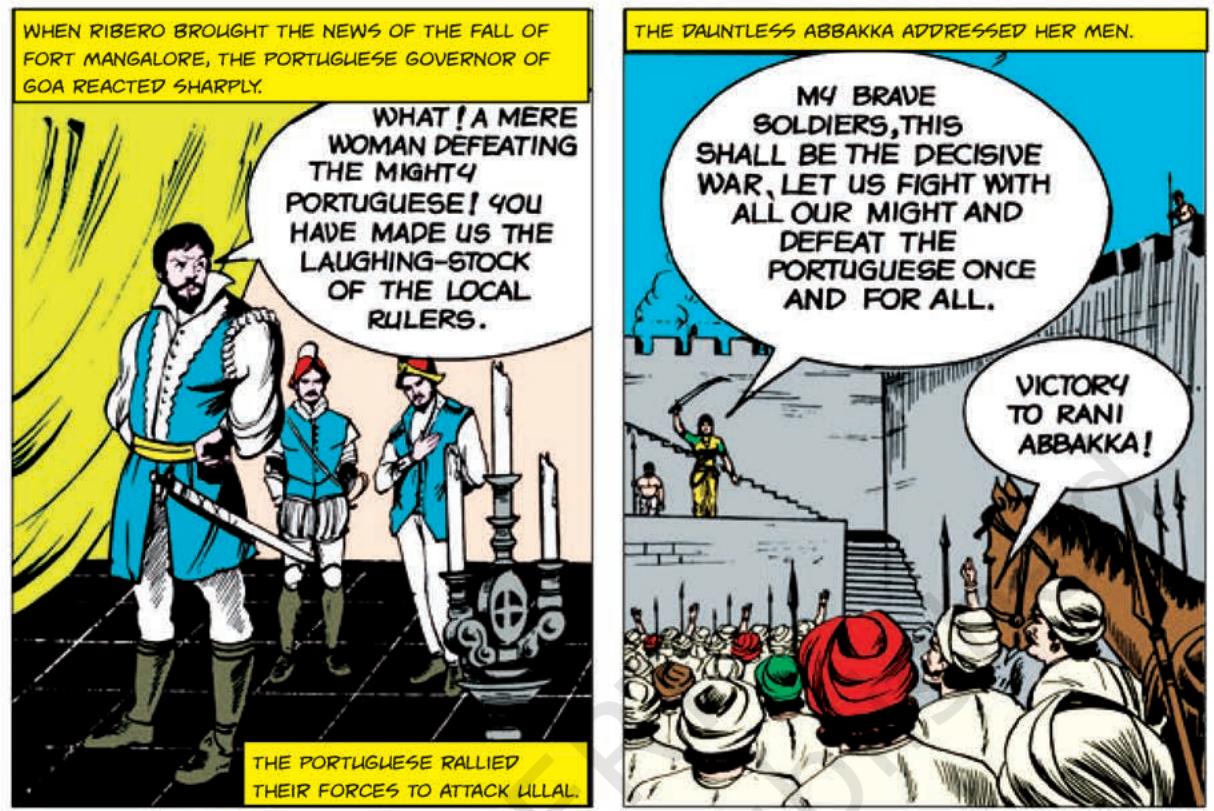 WHEN RIBERO BROUGHT THE NEWS OF THE FALL OF
FORT MANGALORE, THE PORTUGUESE GOVERNOR OF
GOA REACTED SHARPLY.
WHAT! A MERE
WOMAN DEFEATING
THE MIGHTY
PORTUGUESE! YOU
HAVE MADE US THE
LAUGHING-STOCK
OF THE LOCAL
RULERS.
THE PORTUGUESE RALLIED
THEIR FORCES TO ATTACK ULLAL.
THE DAUNTLESS ABBAKKA ADDRESSED HER MEN.
MY BRAVE
SOLDIERS, THIS
SHALL BE THE DECISIVE
WAR, LET US FIGHT WITH
ALL OUR MIGHT AND
DEFEAT THE
PORTUGUESE ONCE
AND FOR ALL.
VICTORY
TO RANI
ABBAKKA!